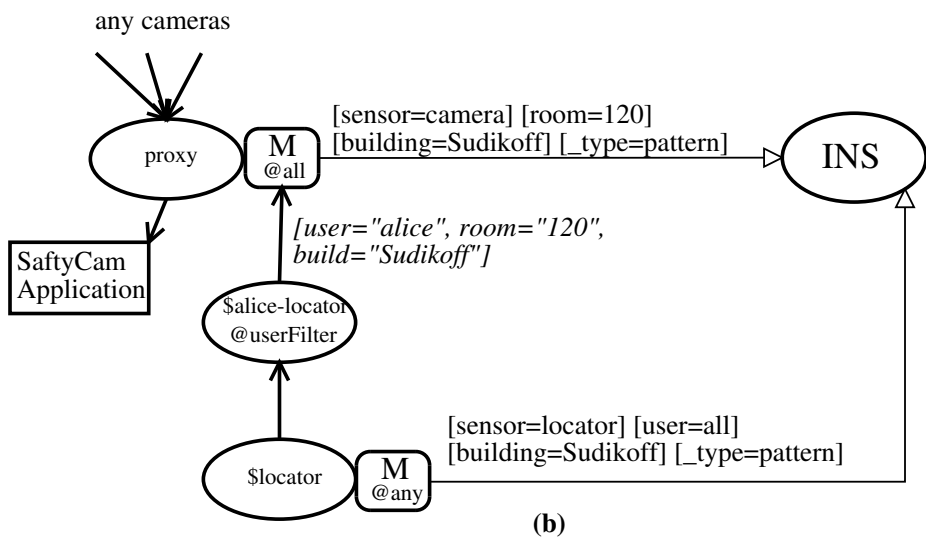 any cameras
[sensor=camera] [room=120]
[building=Sudikoff] [_type=pattern]
proxy
M
@all
INS
[user="alice", room="120",
build="Sudikoff"]
SaftyCam
Application
$alice-locator
@userFilter
[sensor=locator] [user=all]
[building=Sudikoff] [_type=pattern]
$locator
M
@any
(b)